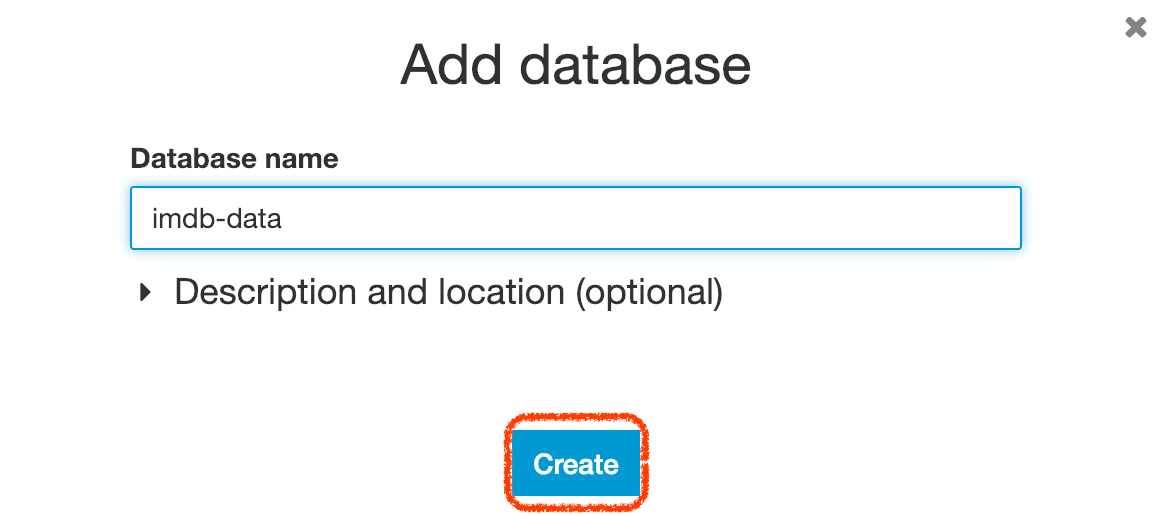 Add database
Database name
imdb-data
Description and location (optional)
Create